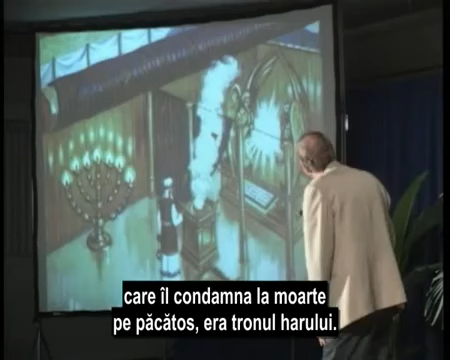 care îl condamna la moarte
pe păcătos, era tronul harului.